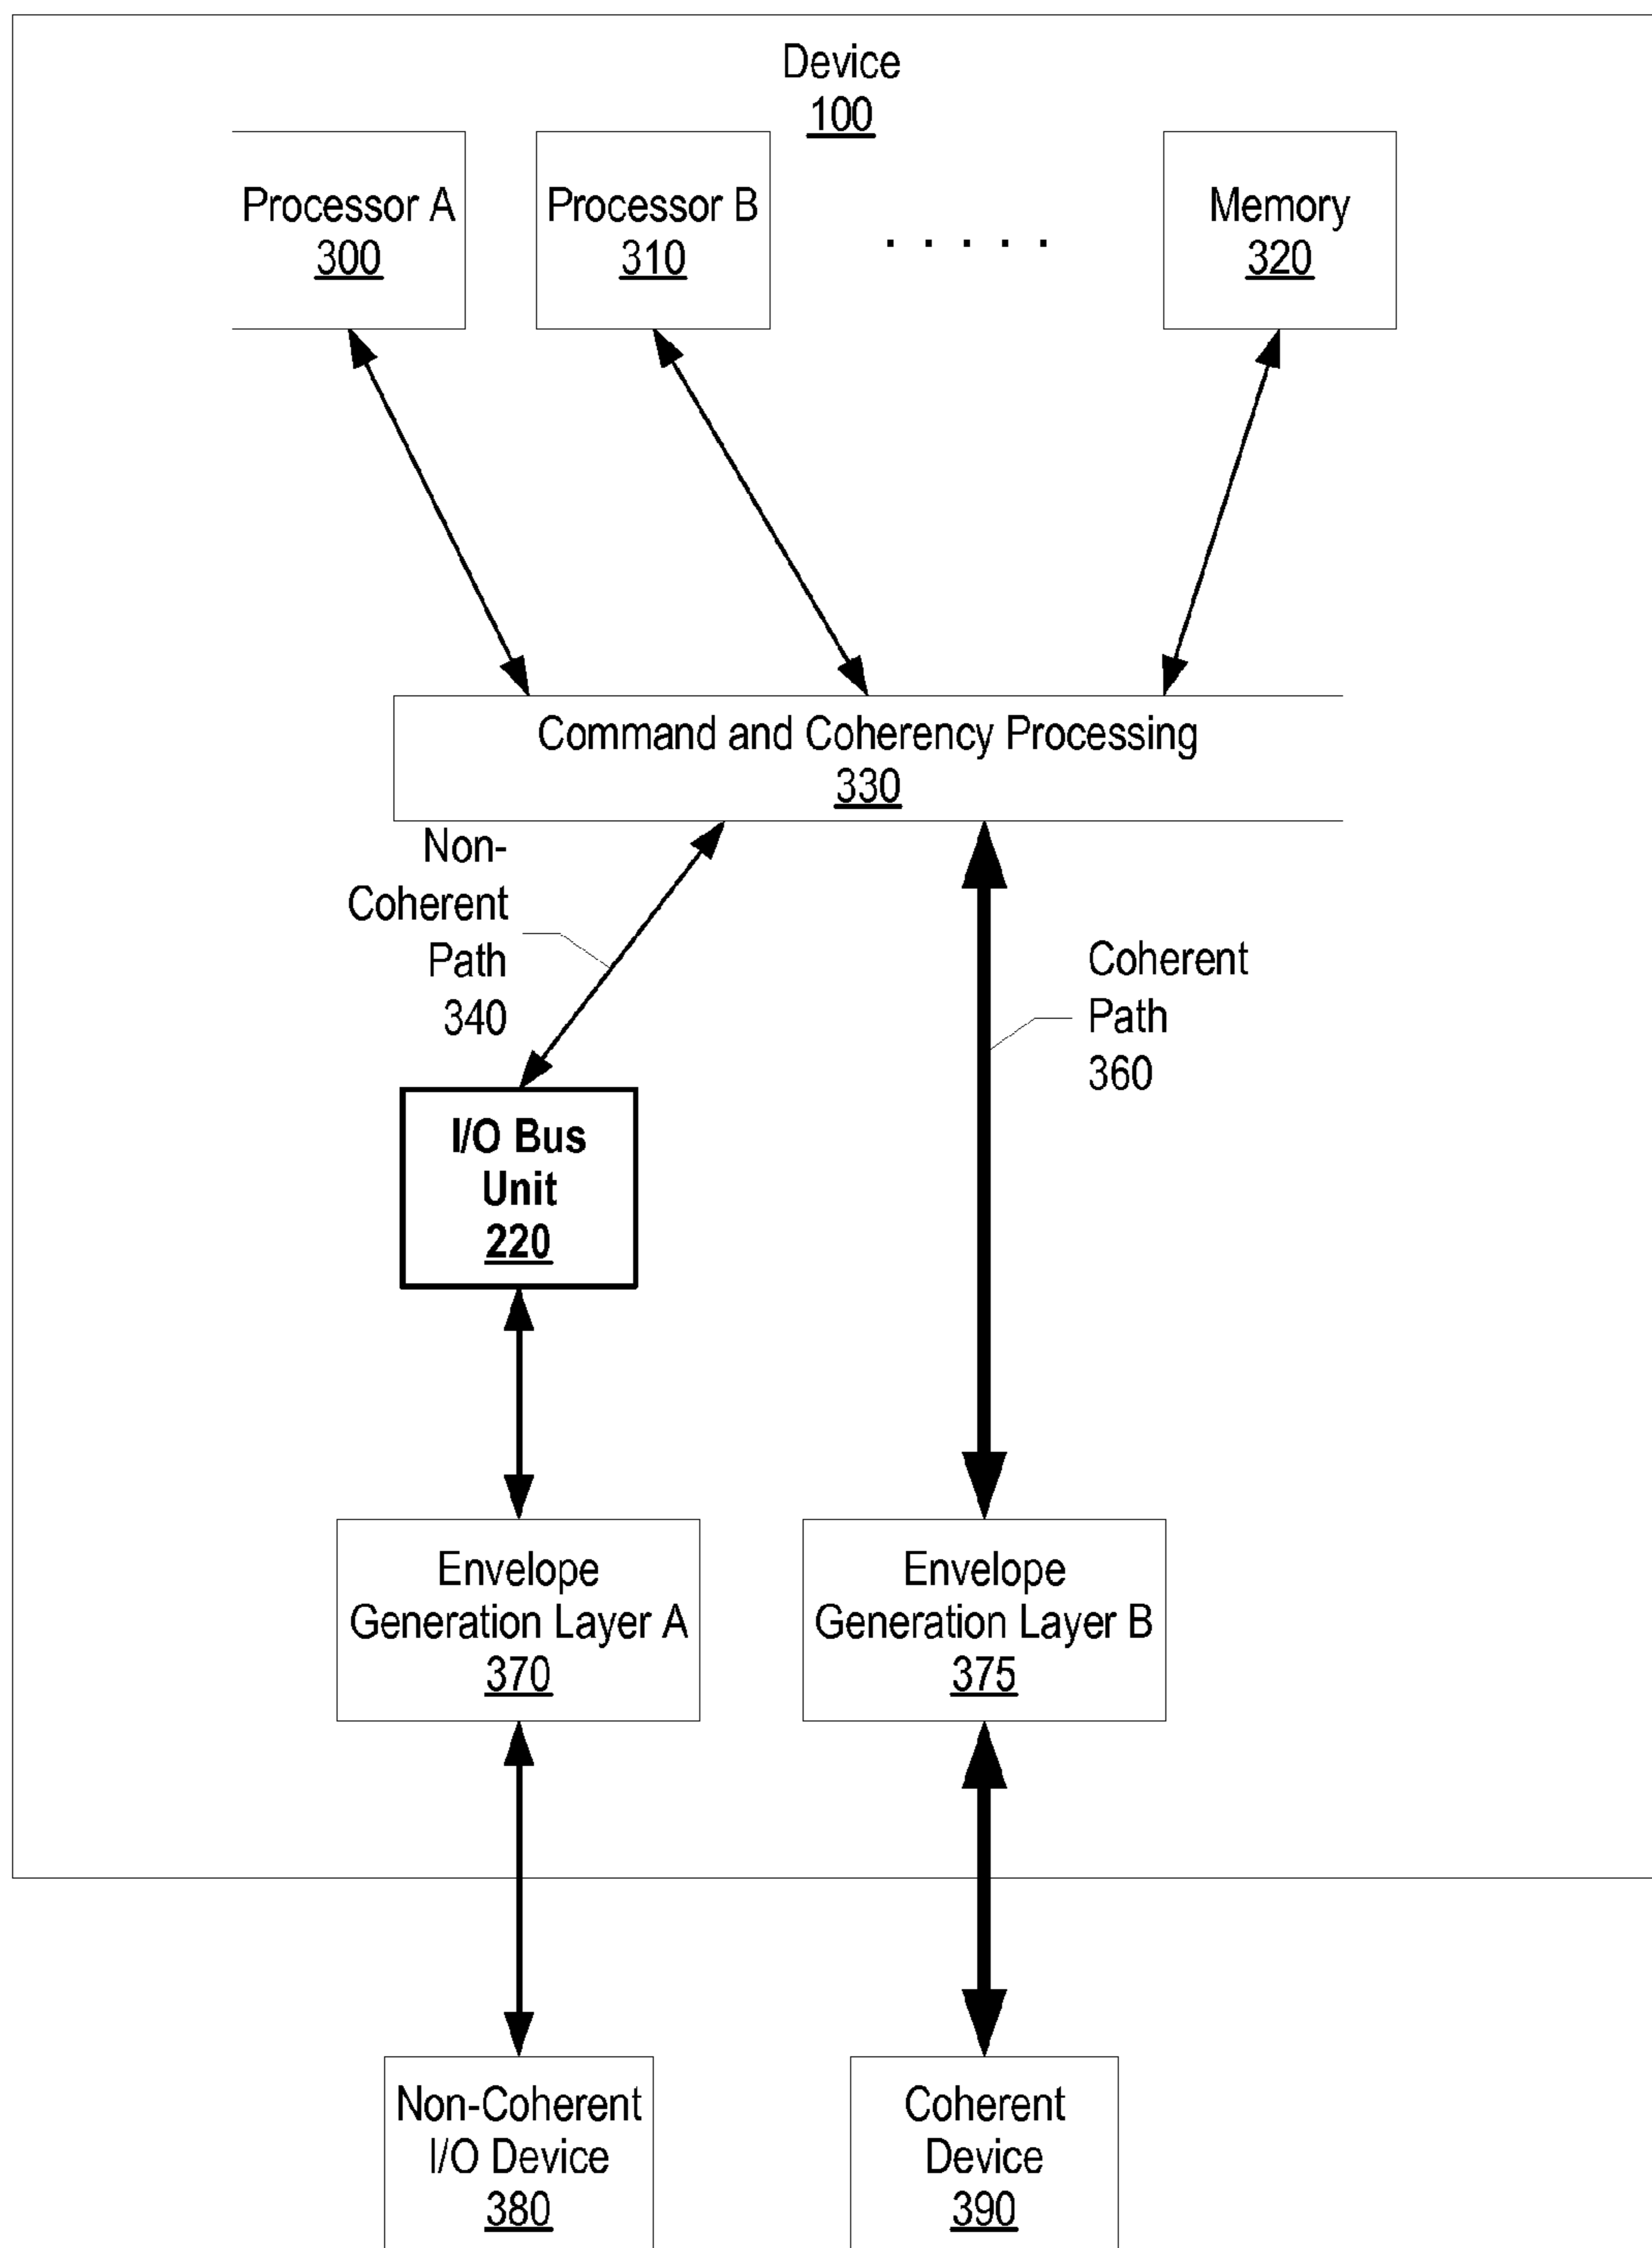 Device
100
Processor A
300
Processor B
310
. . . . .
Memory
320
Command and Coherency Processing
330
Non-
Coherent
Path
340
Coherent
Path
360
I/O Bus
Unit
220
Envelope
Generation Layer A
370
Envelope
Generation Layer B
375
Non-Coherent
I/O Device
380
Coherent
Device
390